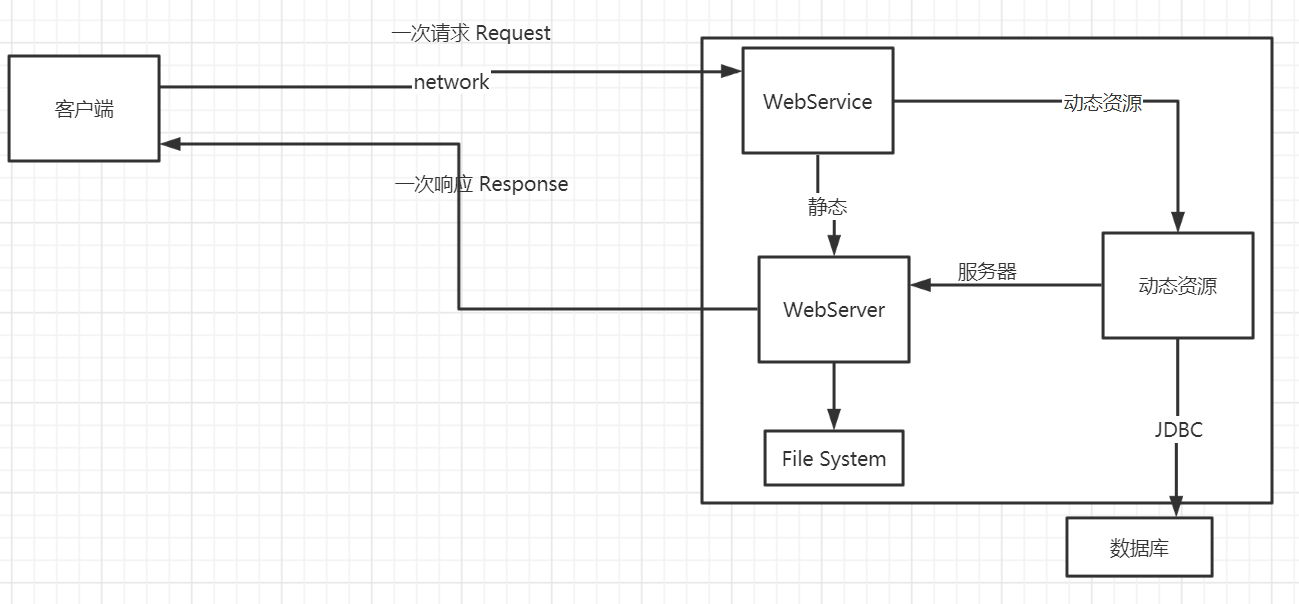 一次请求 Request
network
客户端
WebService
动态资源
一次响应 Response
静态
服务器
动态资源
WebServer
JDBC
File System
数据库